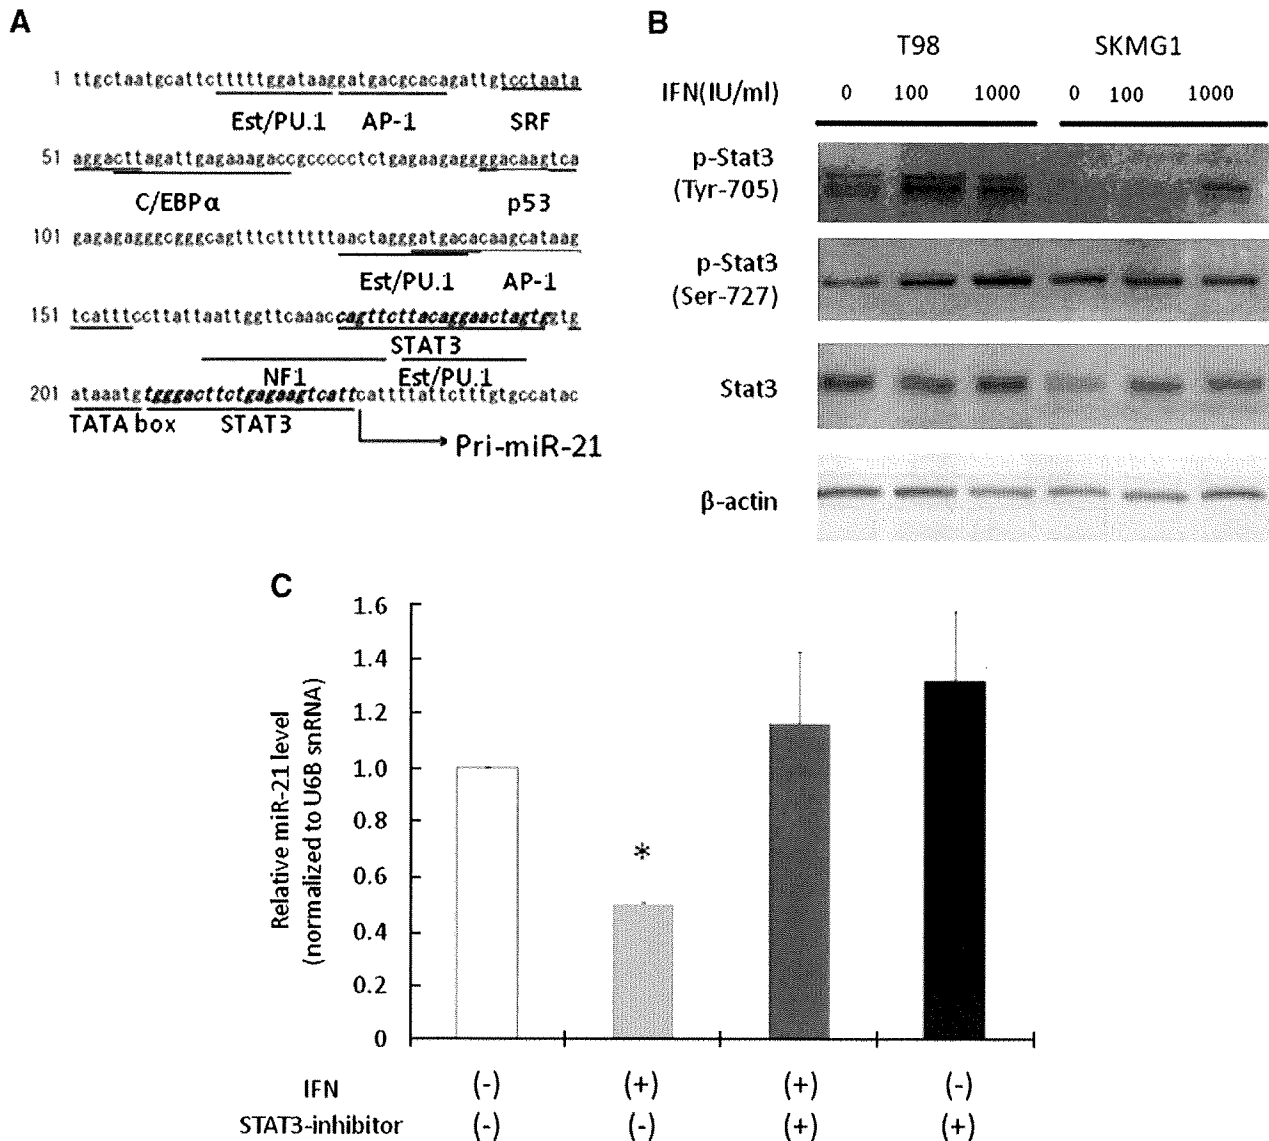 A
1 ttgctaatgcattctttttggataaggatgacgcacagattgtcctaata
Est/PU.1 AP-1 SRF
51 aggacttagattgagaaagaccgcccccctctgagaagaggggacaagtca
C/EBPα p53
101 gagagagggcgggcagtttcttttttaactagggatgacacaagcataag
Est/PU.1 AP-1
151 tcatttccttattaattggttcaaaccagttcttacaggaactagtggtg
STAT3
NF1 Est/PU.1
201 ataaatgtgggacttctgagaagtcattcattttattctttgtgccatac
TATA box STAT3
Pri-miR-21
B
T98 SKMG1
IFN(IU/ml) 0 100 1000 0 100 1000
p-Stat3
(Tyr-705)
p-Stat3
(Ser-727)
Stat3
β-actin
C
Relative miR-21 level
(normalized to U6B snRNA)
1.6
1.4
1.2
1.0
0.8
0.6
0.4
0.2
0
*
IFN (-) (+) (+) (-)
STAT3-inhibitor (-) (-) (+) (+)